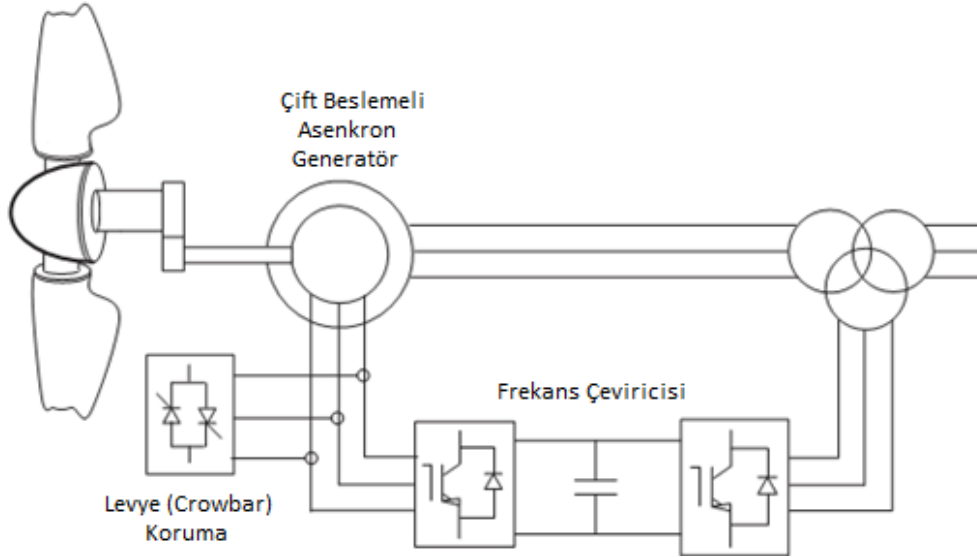 Çift Beslemeli
Asenkron
Generatör
Frekans Çeviricisi
Levye (Crowbar)
Koruma